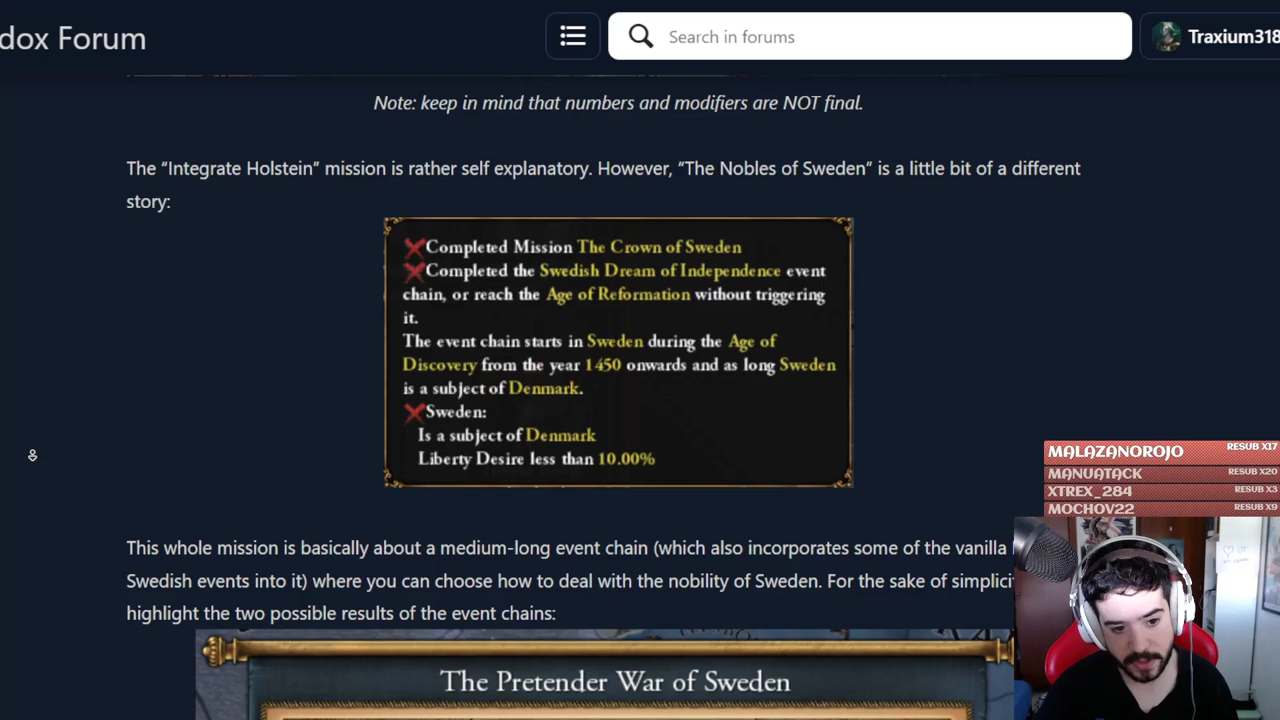 dox Forum
Search in forums
Traxium318
Note: keep in mind that numbers and modifiers are NOT final.
The “Integrate Holstein” mission is rather self explanatory. However, “The Nobles of Sweden” is a little bit of a different
story:
Completed Mission The Crown of Sweden
Completed the Swedish Dream of Independence event
chain, or reach the Age of Reformation without triggering
it.
The event chain starts in Sweden during the Age of
Discovery from the year 1450 onwards and as long Sweden
is a subject of Denmark.
Sweden:
Is a subject of Denmark
Liberty Desire less than 10.00%
MALAZANOROJO RESUB X17
MANUATACK RESUB X20
XTREX_284 RESUB X3
MOCHOV22 RESUB X9
This whole mission is basically about a medium-long event chain (which also incorporates some of the vanilla
Swedish events into it) where you can choose how to deal with the nobility of Sweden. For the sake of simplici
highlight the two possible results of the event chains:
The Pretender War of Sweden